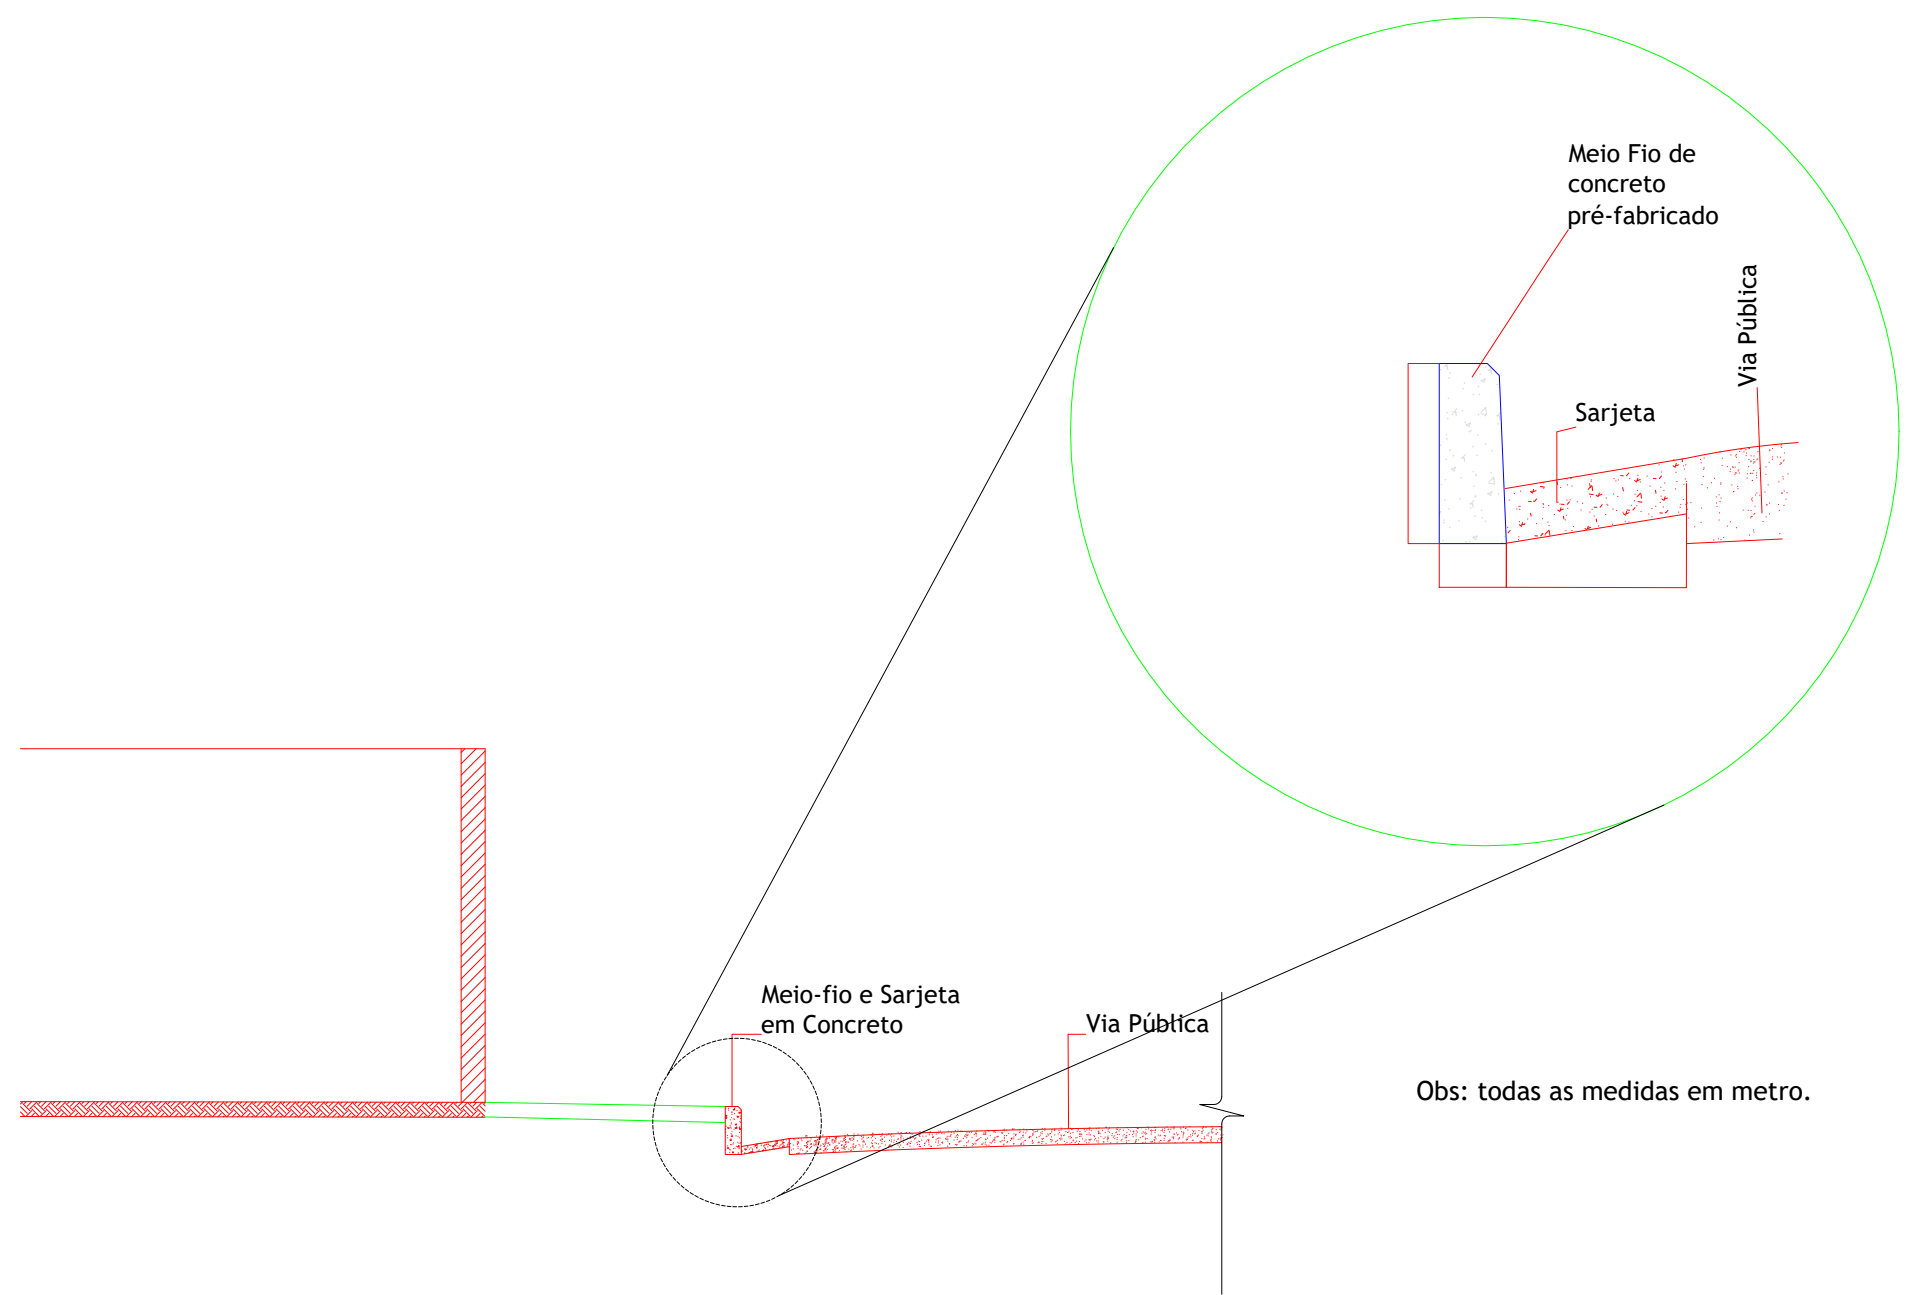 Meio Fio de
concreto
pré-fabricado
Via Pública
Sarjeta
Meio-fio e Sarjeta
em Concreto
Via Pública
Obs: todas as medidas em metro.